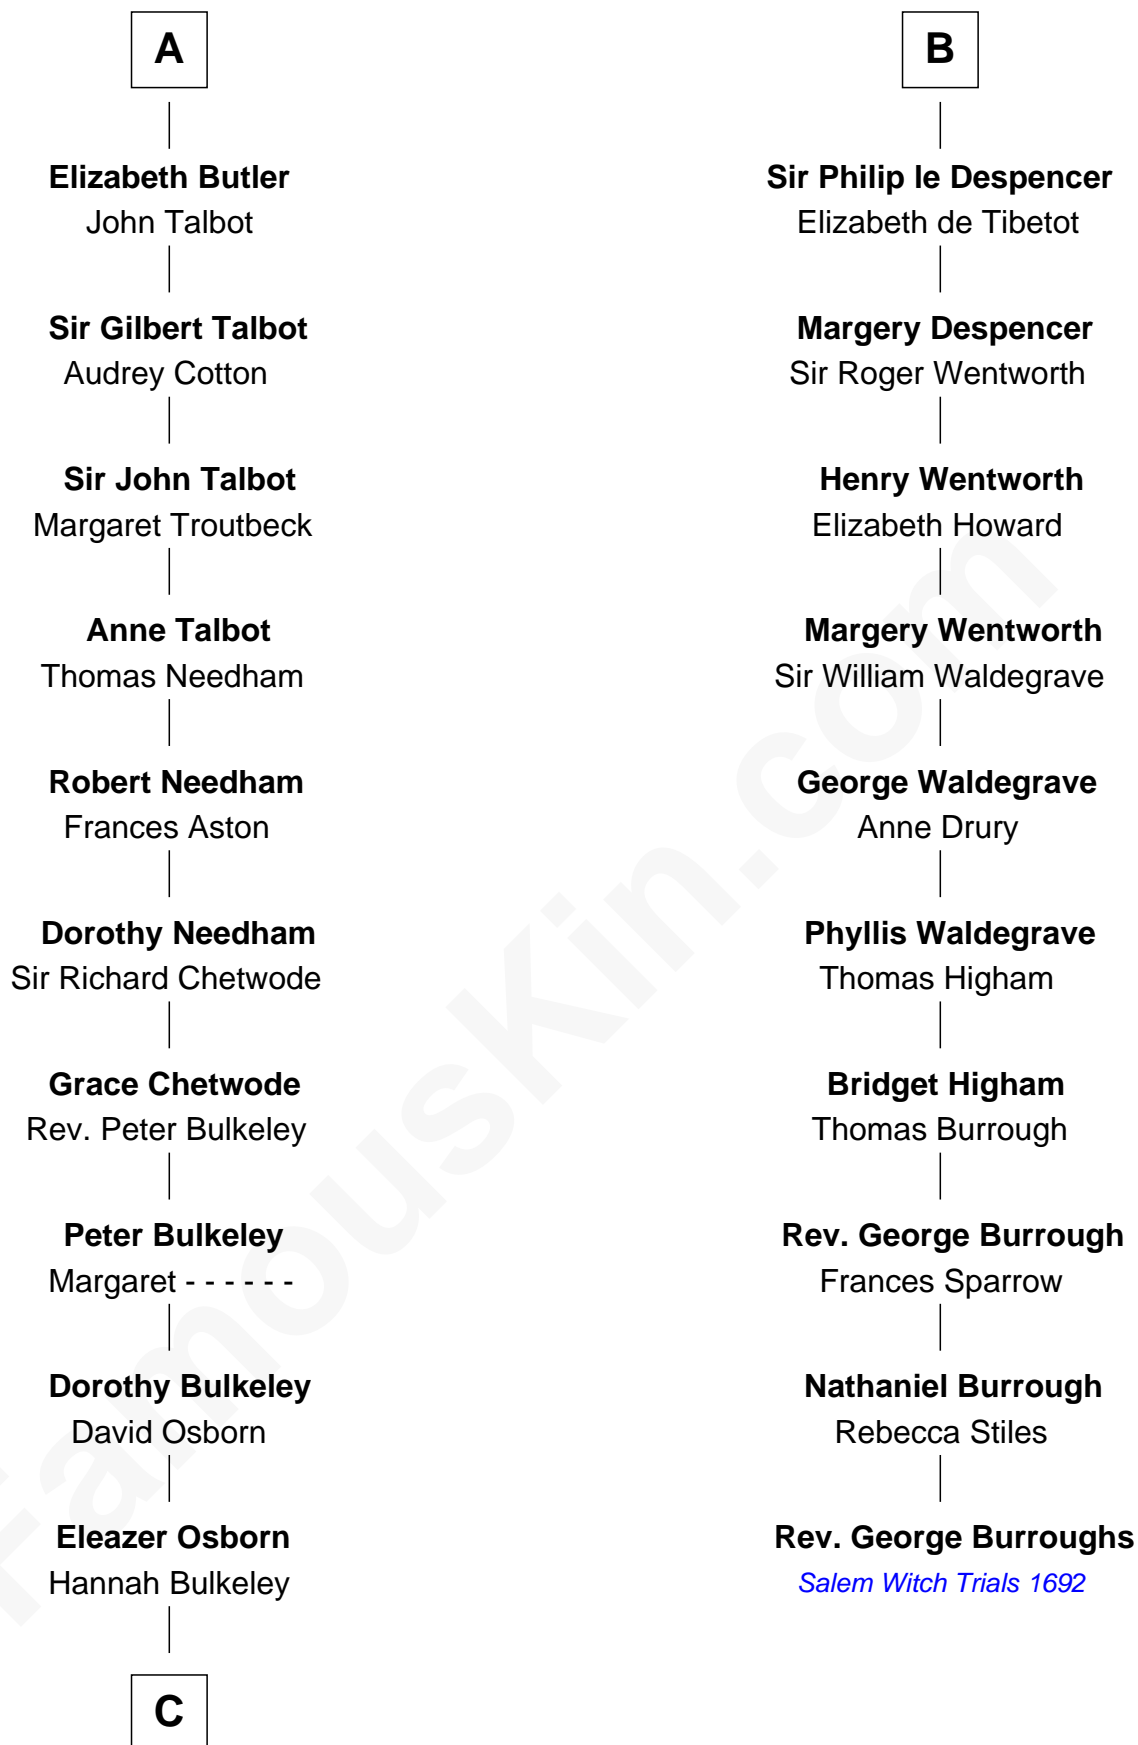 A
Elizabeth Butler
John Talbot
Sir Gilbert Talbot
Audrey Cotton
Sir John Talbot
Margaret Troutbeck
Anne Talbot
Thomas Needham
Robert Needham
Frances Aston
Dorothy Needham
Sir Richard Chetwode
Grace Chetwode
Rev. Peter Bulkeley
Peter Bulkeley
Margaret - - - - - -
Dorothy Bulkeley
David Osborn
Eleazer Osborn
Hannah Bulkeley
C
B
Sir Philip le Despencer
Elizabeth de Tibetot
Margery Despencer
Sir Roger Wentworth
Henry Wentworth
Elizabeth Howard
Margery Wentworth
Sir William Waldegrave
George Waldegrave
Anne Drury
Phyllis Waldegrave
Thomas Higham
Bridget Higham
Thomas Burrough
Rev. George Burrough
Frances Sparrow
Nathaniel Burrough
Rebecca Stiles
Rev. George Burroughs
Salem Witch Trials 1692
FamousKin.com